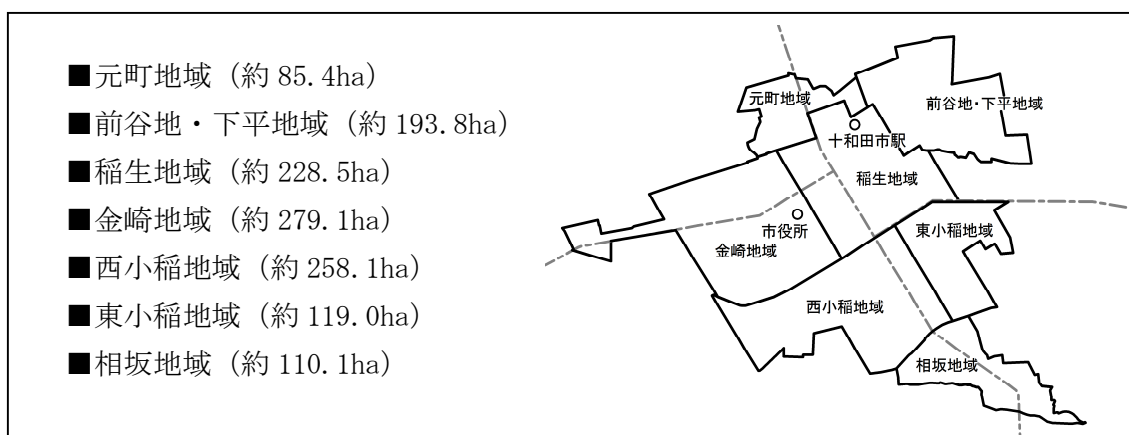 ■元町地域（約 85.4ha）
■前谷地・下平地域（約 193.8ha）
■稲生地域（約 228.5ha）
■金崎地域（約 279.1ha）
■西小稲地域（約 258.1ha）
■東小稲地域（約 119.0ha）
■相坂地域（約 110.1ha）
元町地域
前谷地・下平地域
十和田市駅
稲生地域
市役所
東小稲地域
金崎地域
西小稲地域
相坂地域